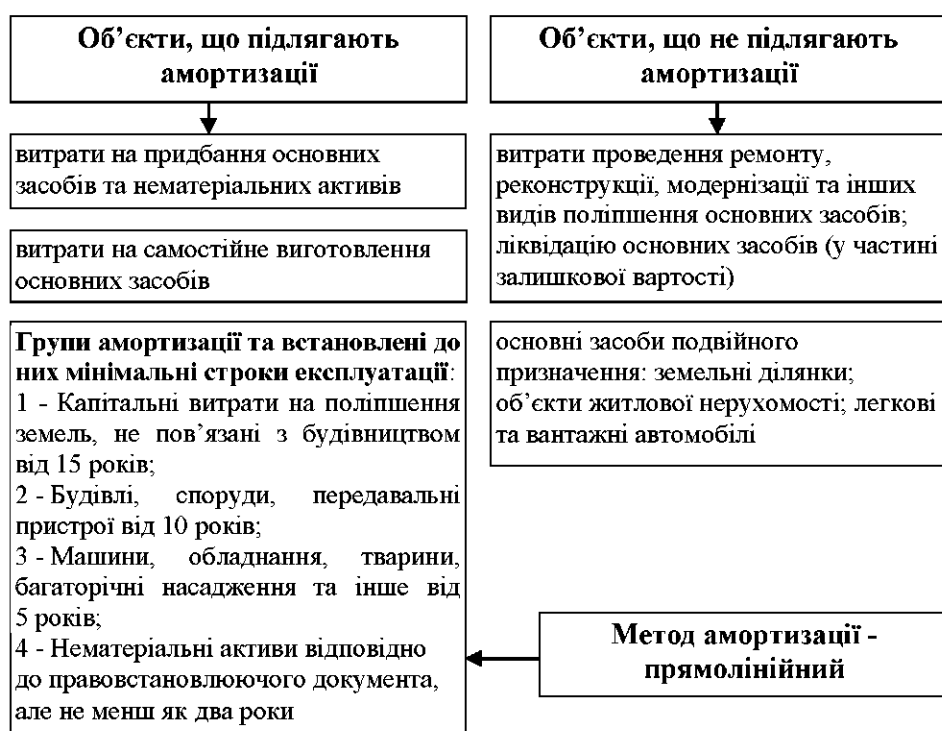 Об’єкти, що підлягають
амортизації
витрати на придбання основних
засобів та нематеріальних активів
витрати на самостійне виготовлення
основних засобів
Групи амортизації та встановлені до
них мінімальні строки експлуатації:
1 - Капітальні витрати на поліпшення
земель, не пов’язані з будівництвом
від 15 років;
2 - Будівлі, споруди, передавальні
пристрої від 10 років;
3 - Машини, обладнання, тварини,
багаторічні насадження та інше від
5 років;
4 - Нематеріальні активи відповідно
до правовстановлюючого документа,
але не менш як два роки
Об’єкти, що не підлягають
амортизації
витрати проведення ремонту,
реконструкції, модернізації та інших
видів поліпшення основних засобів;
ліквідацію основних засобів (у частині
залишкової вартості)
основні засоби подвійного
призначення: земельні ділянки;
об’єкти житлової нерухомості; легкові
та вантажні автомобілі
Метод амортизації -
прямолінійний